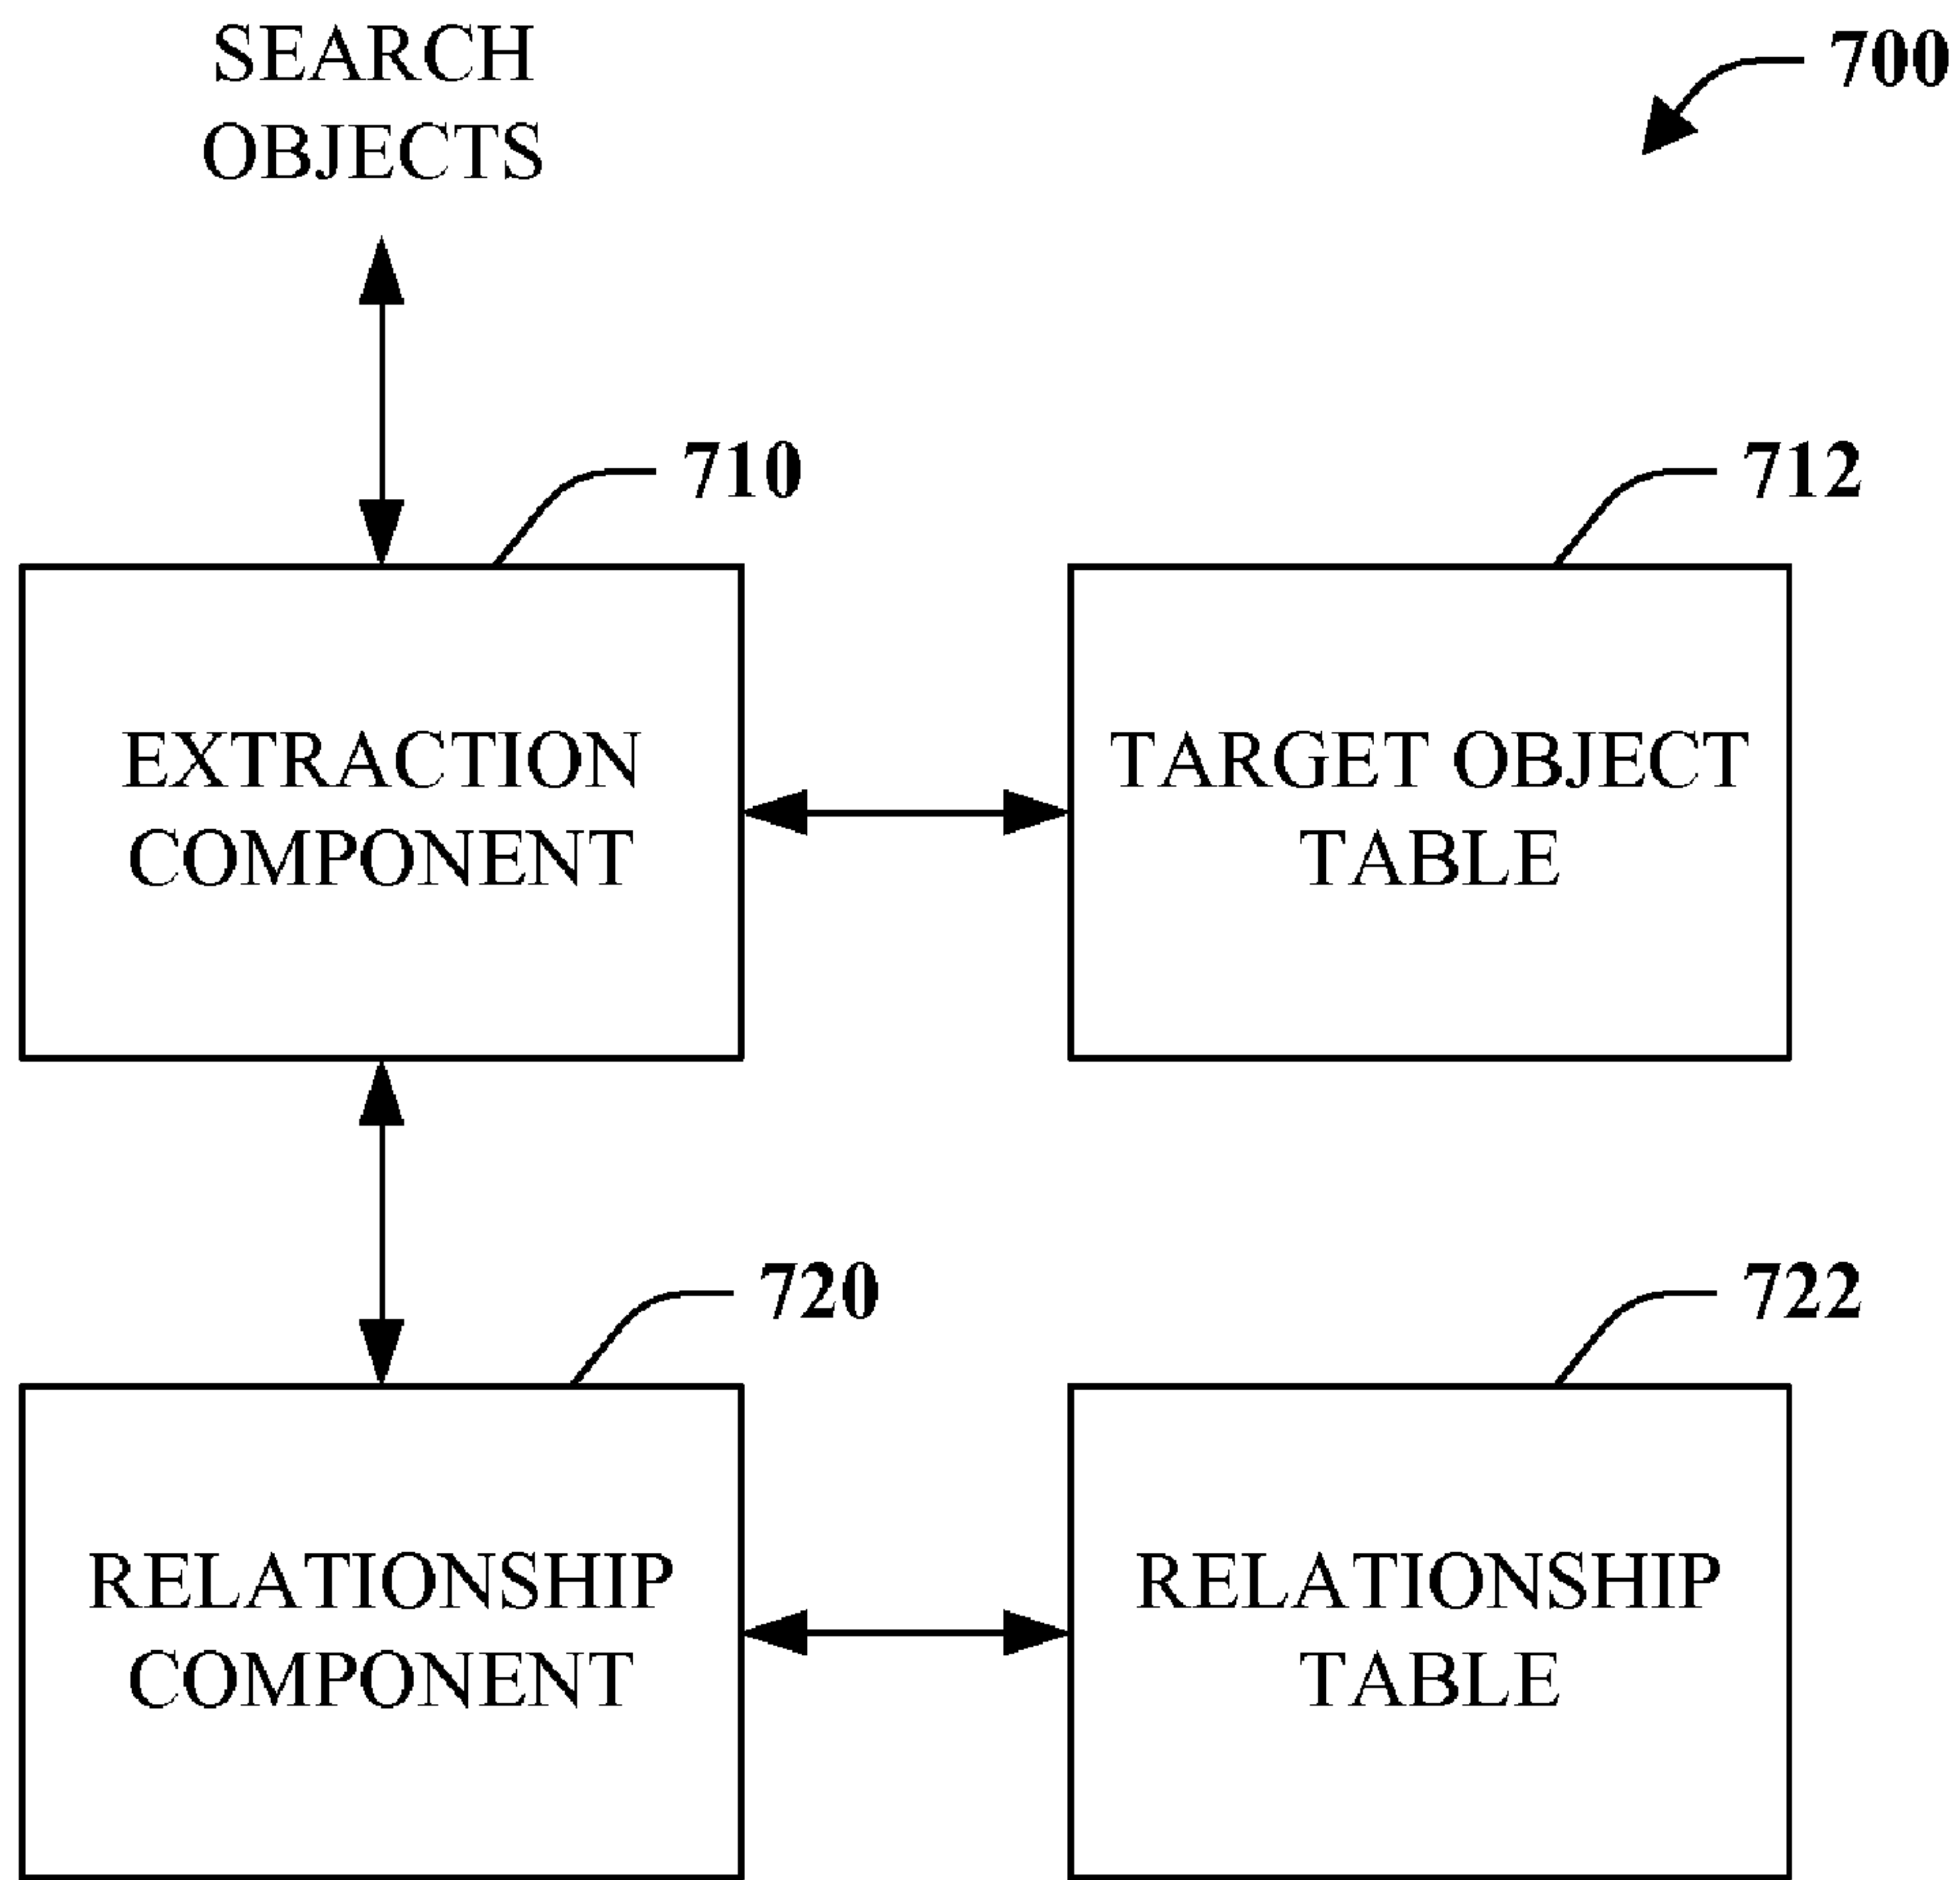 SEARCH
OBJECTS
700
710
712
EXTRACTION
COMPONENT
TARGET OBJECT
TABLE
720
722
RELATIONSHIP
COMPONENT
RELATIONSHIP
TABLE